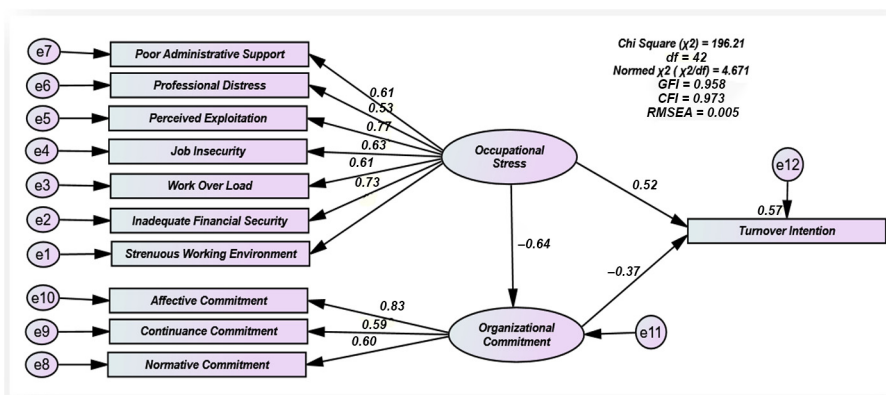 Chi Square (χ2) = 196.21
df = 42
Normed χ2 ( χ2/df) = 4.671
GFI = 0.958
CFI = 0.973
RMSEA = 0.005
e7
Poor Administrative Support
e6
Professional Distress
e5
Perceived Exploitation
e4
Job Insecurity
e3
Work Over Load
e2
Inadequate Financial Security
e1
Strenuous Working Environment
0.61
0.53
0.77
0.63
0.61
0.73
Occupational
Stress
0.52
e12
0.57
Turnover Intention
–0.64
–0.37
e10
Affective Commitment
e9
Continuance Commitment
e8
Normative Commitment
0.83
0.59
0.60
Organizational
Commitment
e11